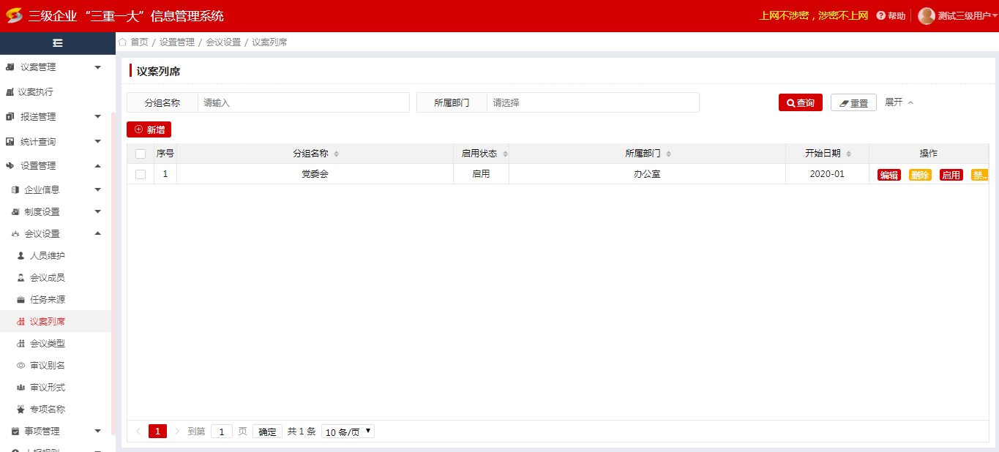 三级企业“三重一大”信息管理系统
上网不涉密，涉密不上网 帮助 测试三级用户
首页 / 设置管理 / 会议设置 / 议案列席
议案管理
议案执行
报送管理
统计查询
设置管理
企业信息
制度设置
会议设置
人员维护
会议成员
任务来源
议案列席
会议类型
审议别名
审议形式
专项名称
事项管理
议案列席
分组名称 请输入 所属部门 请选择 查询 重置 展开
新增
序号 分组名称 启用状态 所属部门 开始日期 操作
1 党委会 启用 办公室 2020-01 编辑 删除 启用 禁...
1 到第 1 页 确定 共 1 条 10 条/页